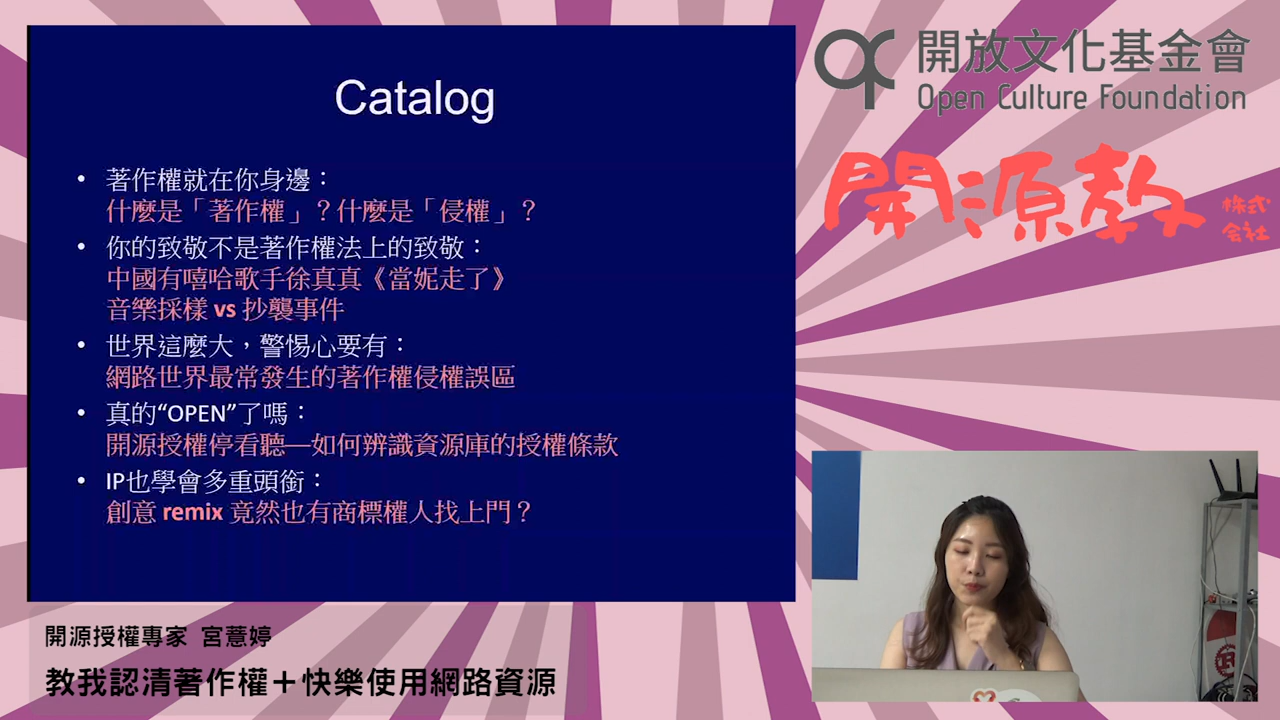 Catalog
• 著作權就在你身邊：
什麼是「著作權」？什麼是「侵權」？
• 你的致敬不是著作權法上的致敬：
中國有嘻哈歌手徐真真《當妮走了》
音樂採樣 vs 抄襲事件
• 世界這麼大，警惕心要有：
網路世界最常發生的著作權侵權誤區
• 真的“OPEN”了嗎：
開源授權停看聽—如何辨識資源庫的授權條款
• IP也學會多重頭銜：
創意 remix 竟然也有商標權人找上門？
開放文化基金會
Open Culture Foundation
開源教
株式
会社
開源授權專家 宮薏婷
教我認清著作權＋快樂使用網路資源